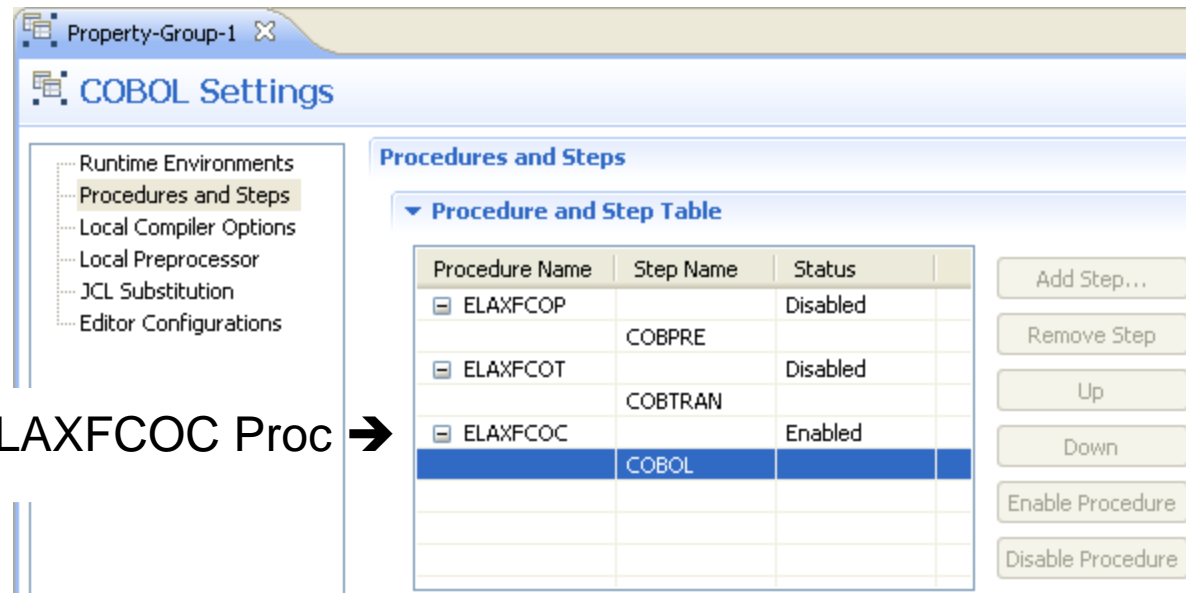 Property-Group-1
COBOL Settings
Runtime Environments
Procedures and Steps
Local Compiler Options
Local Preprocessor
JCL Substitution
Editor Configurations
Procedures and Steps
Procedure and Step Table
Procedure Name Step Name Status
ELAXFCOP Disabled
COBPRE
ELAXFCOT Disabled
COBTRAN
ELAXFCOC Enabled
COBOL
Add Step...
Remove Step
Up
Down
Enable Procedure
Disable Procedure
LAXFCOC Proc ➔